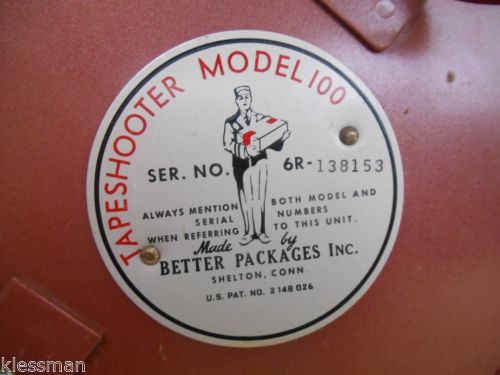 TAPESHOOTER MODEL 100
SER. NO. 6R-138153
ALWAYS MENTION BOTH MODEL AND
SERIAL NUMBERS
WHEN REFERRING TO THIS UNIT.
Made by
BETTER PACKAGES INC.
SHELTON, CONN.
U.S. PAT. NO. 2 148 026
klessman